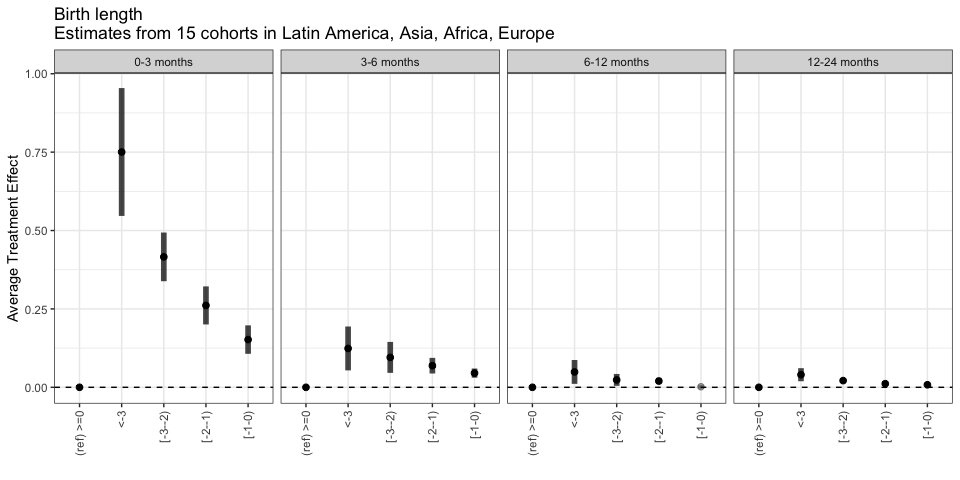 Birth length
Estimates from 15 cohorts in Latin America, Asia, Africa, Europe
0-3 months
3-6 months
6-12 months
12-24 months
Average Treatment Effect
1.00
0.75
0.50
0.25
0.00
(ref) >=0
<-3
[-3--2)
[-2--1)
[-1-0)
(ref) >=0
<-3
[-3--2)
[-2--1)
[-1-0)
(ref) >=0
<-3
[-3--2)
[-2--1)
[-1-0)
(ref) >=0
<-3
[-3--2)
[-2--1)
[-1-0)